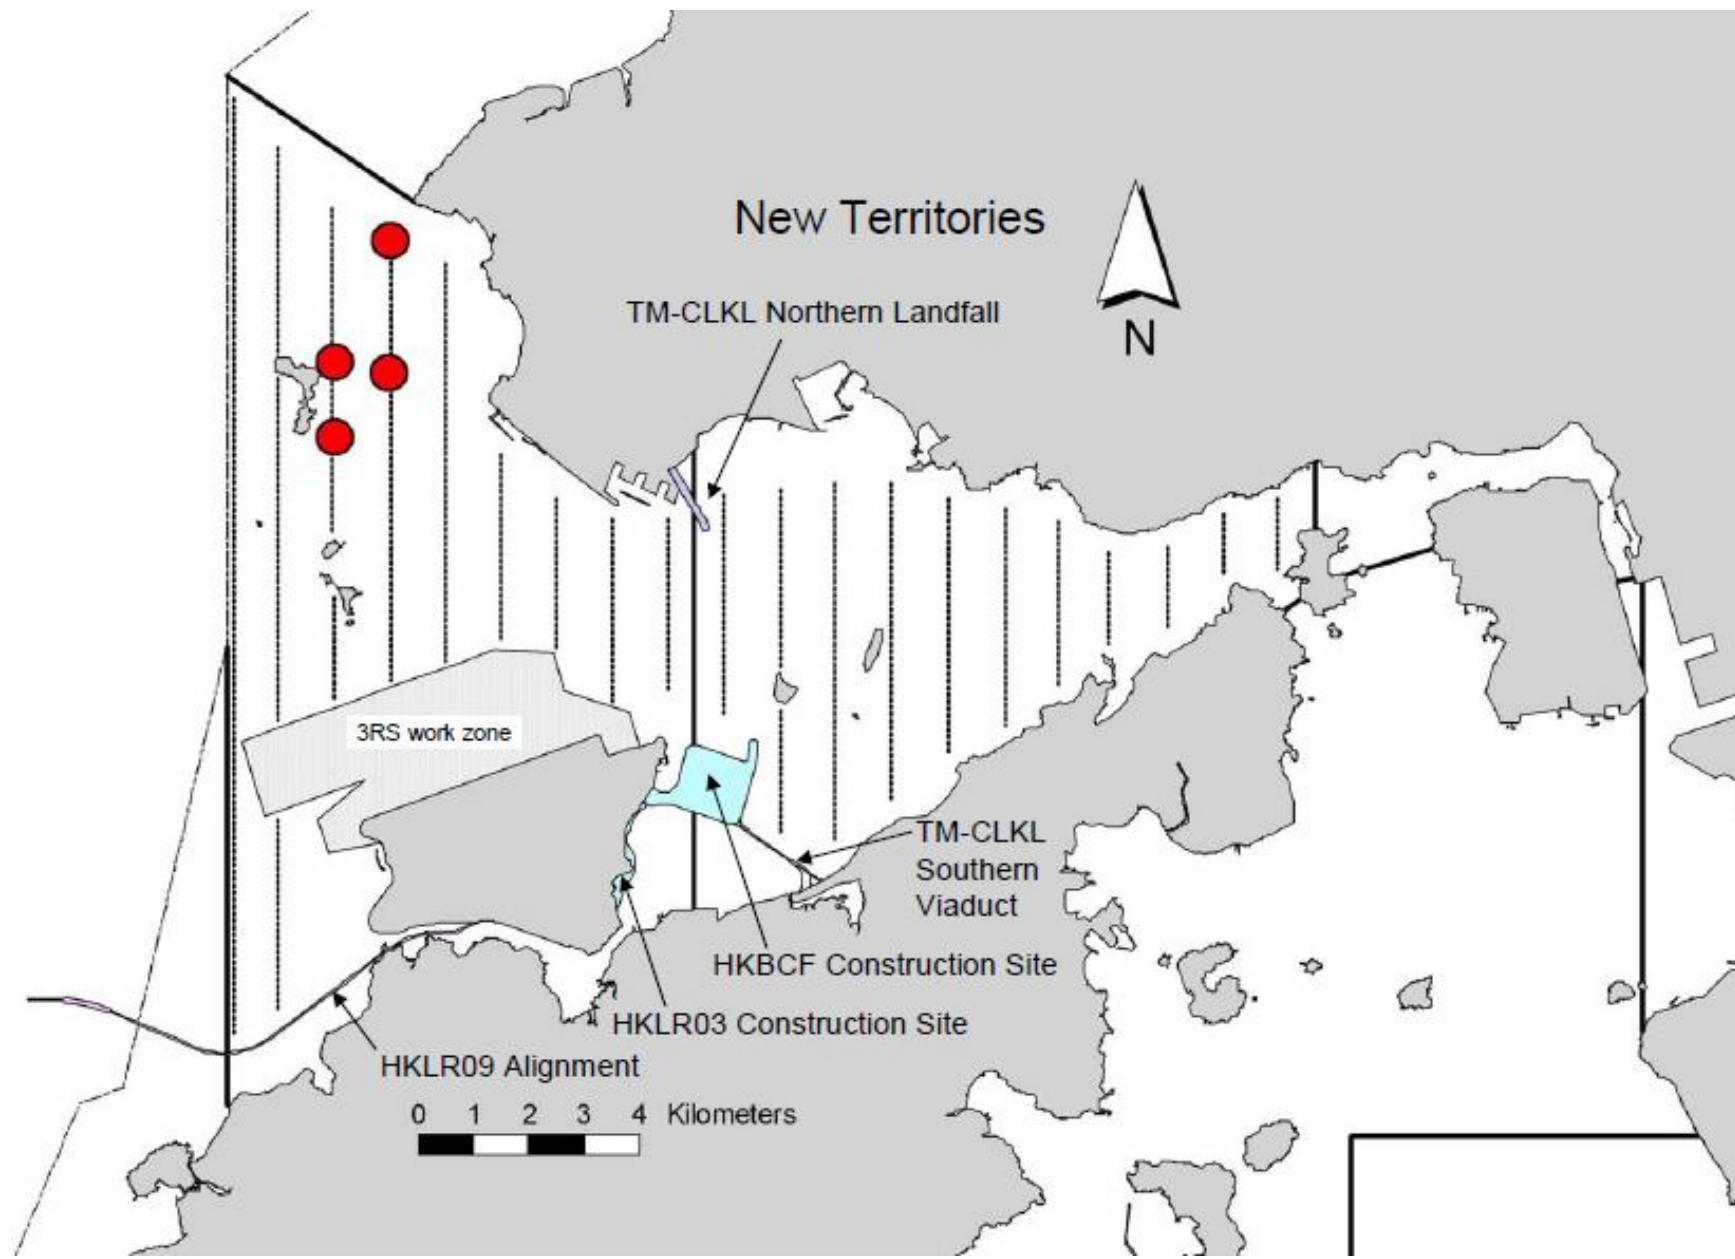 New Territories
TM-CLKL Northern Landfall
N
3RS work zone
TM-CLKL
Southern
Viaduct
HKBCF Construction Site
HKLR03 Construction Site
HKLR09 Alignment
0 1 2 3 4 Kilometers